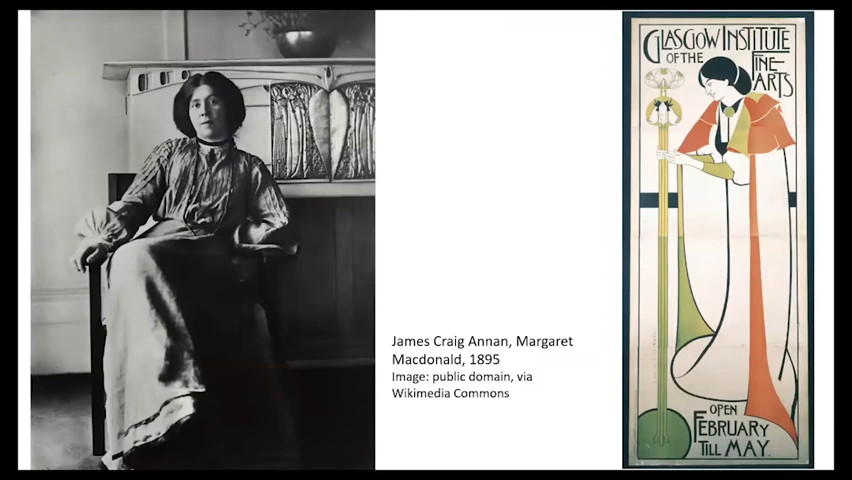 James Craig Annan, Margaret
Macdonald, 1895
Image: public domain, via
Wikimedia Commons
GLASGOW INSTITUTE
OF THE FINE
ARTS
OPEN
FEBRUARY
TILL MAY.